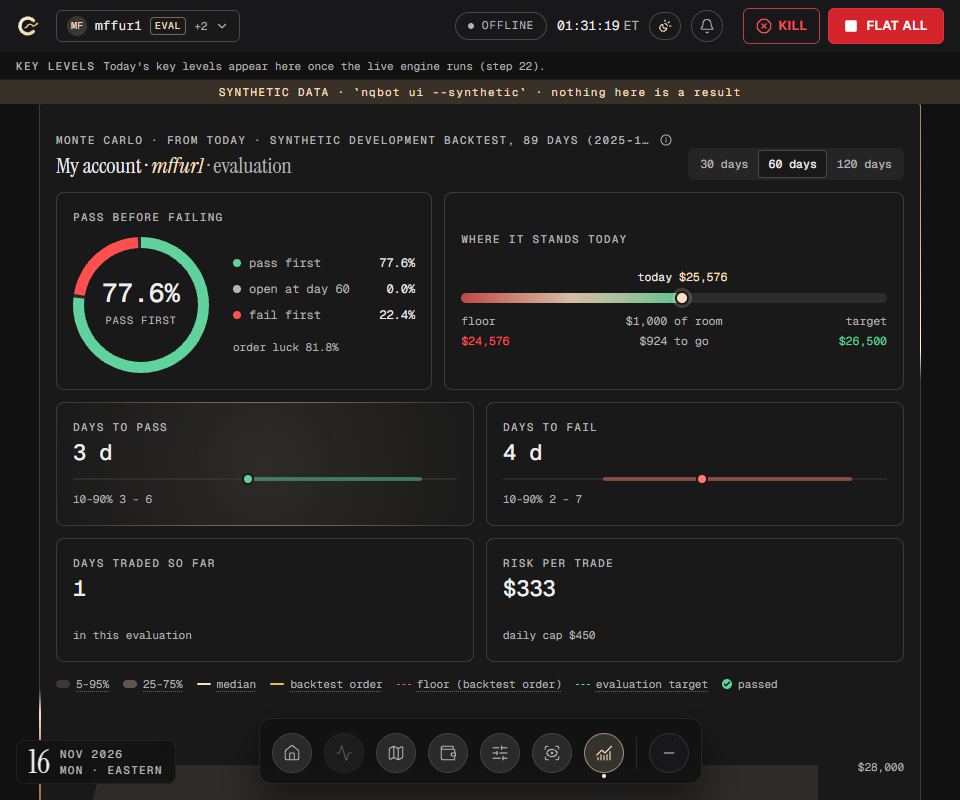 MF mffur1 EVAL +2
OFFLINE
01:31:19 ET
KILL
FLAT ALL
KEY LEVELS Today's key levels appear here once the live engine runs (step 22).
SYNTHETIC DATA · `nqbot ui --synthetic` · nothing here is a result
MONTE CARLO · FROM TODAY · SYNTHETIC DEVELOPMENT BACKTEST, 89 DAYS (2025-1…
My account · mffur1 · evaluation
30 days 60 days 120 days
PASS BEFORE FAILING
77.6%
PASS FIRST
pass first 77.6%
open at day 60 0.0%
fail first 22.4%
order luck 81.8%
WHERE IT STANDS TODAY
today $25,576
floor $1,000 of room target
$24,576 $924 to go $26,500
DAYS TO PASS
3 d
10–90% 3 – 6
DAYS TO FAIL
4 d
10–90% 2 – 7
DAYS TRADED SO FAR
1
in this evaluation
RISK PER TRADE
$333
daily cap $450
5–95% 25–75% median backtest order floor (backtest order) evaluation target passed
16 NOV 2026
MON · EASTERN
$28,000